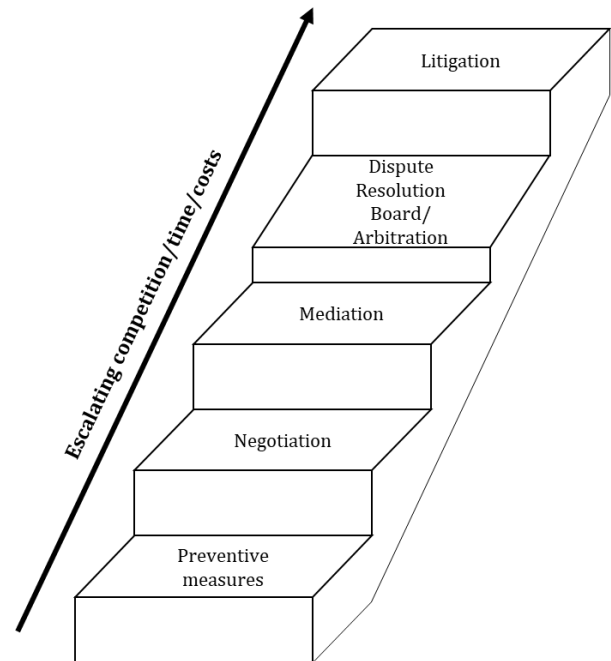 Litigation
Dispute
Resolution
Board/
Arbitration
Mediation
Negotiation
Preventive
measures
Escalating competition/time/costs